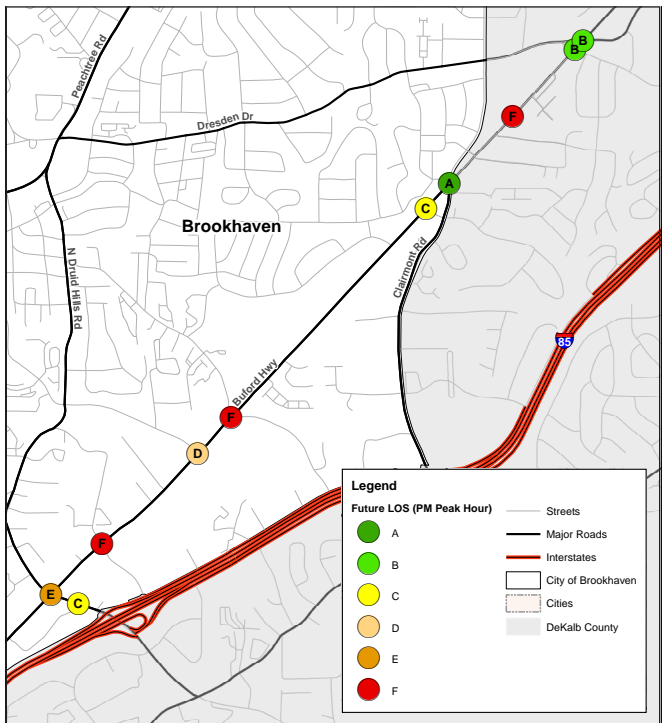 B
B
Peachtree Rd
Dresden Dr
F
A
C
Brookhaven
Clairmont Rd
N Druid Hills Rd
85
Buford Hwy
F
D
F
E
C
Legend
Future LOS (PM Peak Hour)
A
B
C
D
E
F
Streets
Major Roads
Interstates
City of Brookhaven
Cities
DeKalb County